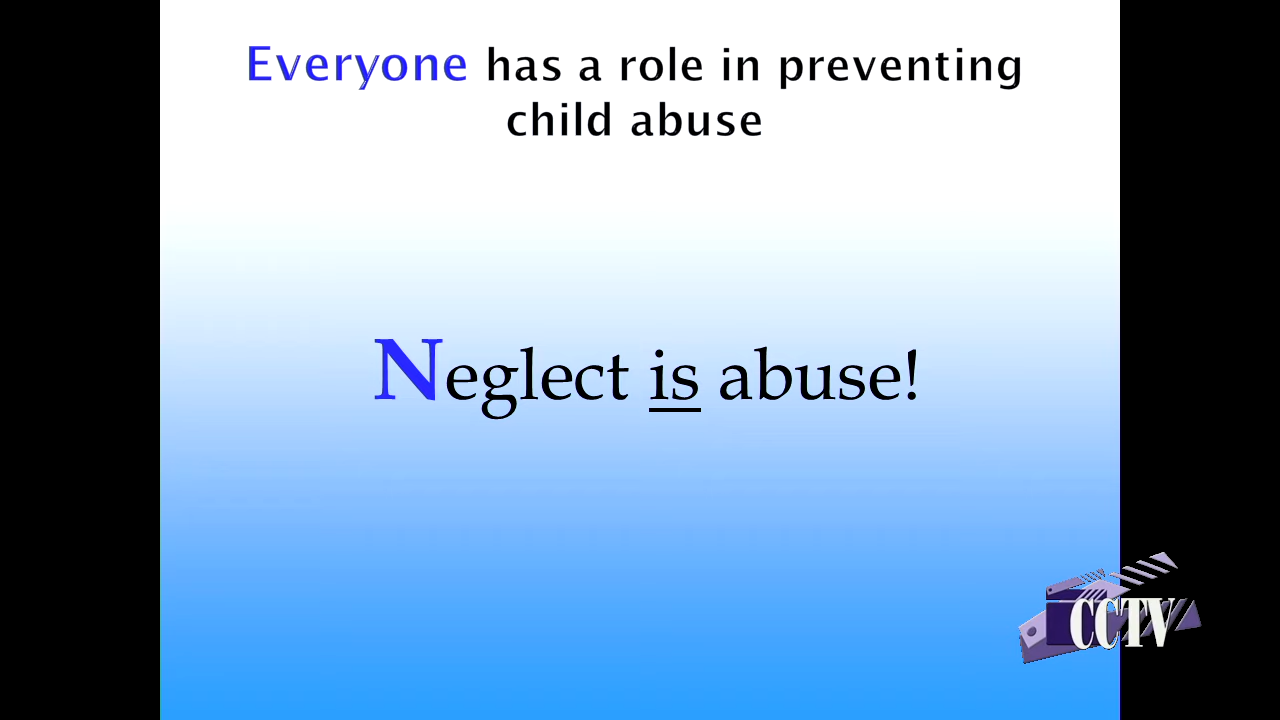 Everyone has a role in preventing
child abuse
Neglect is abuse!
CCTV